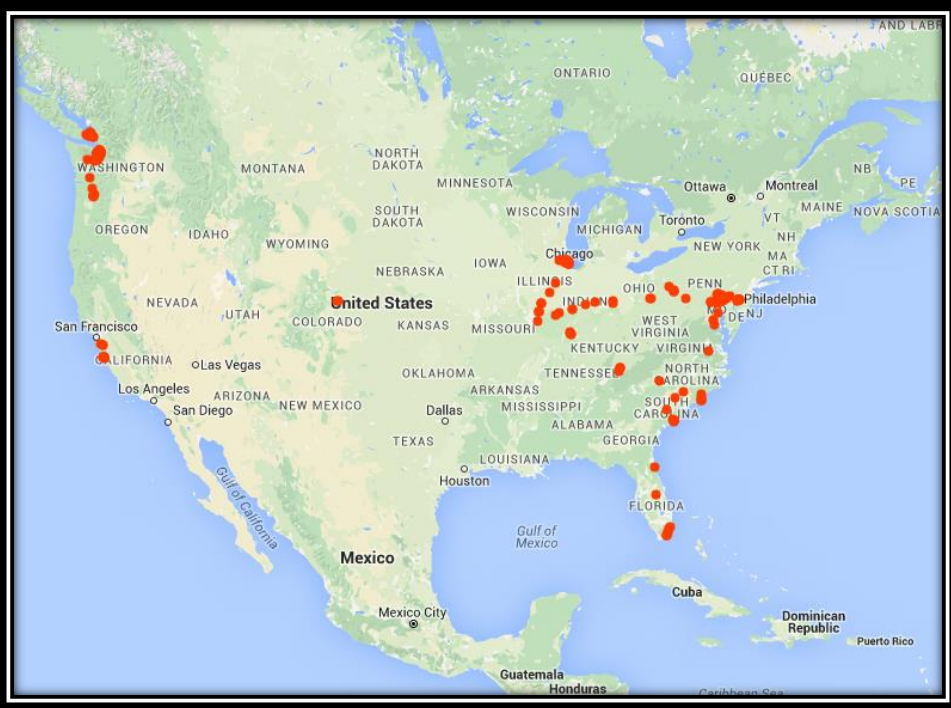 AND LABR
ONTARIO
QUÉBEC
WASHINGTON
MONTANA
NORTH
DAKOTA
MINNESOTA
Ottawa
Montreal
NB
PE
MAINE
NOVA SCOTIA
OREGON
IDAHO
SOUTH
DAKOTA
WISCONSIN
MICHIGAN
Toronto
VT
NH
WYOMING
NEW YORK
MA
CT RI
Chicago
IOWA
NEBRASKA
ILLINOIS
INDIANA
OHIO
PENN
NEVADA
UTAH
United States
COLORADO
KANSAS
MISSOURI
WEST
VIRGINIA
MD
DE
NJ
Philadelphia
San Francisco
CALIFORNIA
Las Vegas
KENTUCKY
VIRGINIA
Los Angeles
San Diego
ARIZONA
NEW MEXICO
OKLAHOMA
ARKANSAS
TENNESSEE
NORTH
CAROLINA
Dallas
MISSISSIPPI
SOUTH
CAROLINA
ALABAMA
GEORGIA
TEXAS
LOUISIANA
Houston
FLORIDA
Gulf of California
Gulf of
Mexico
Mexico
Mexico City
Cuba
Dominican
Republic
Puerto Rico
Guatemala
Honduras
Caribbean Sea